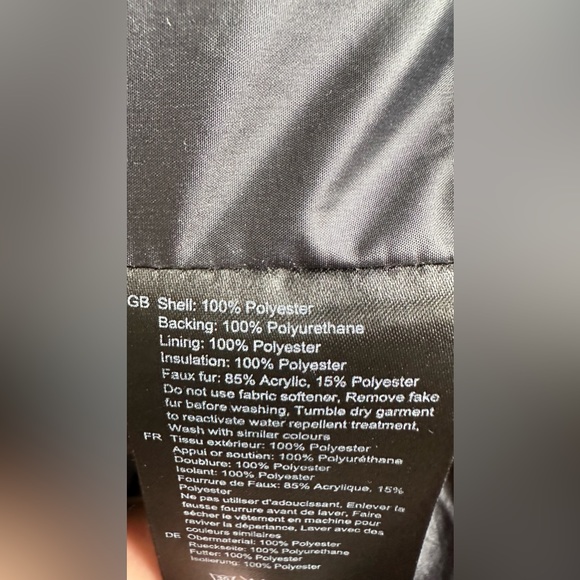 GB Shell: 100% Polyester
Backing: 100% Polyurethane
Lining: 100% Polyester
Insulation: 100% Polyester
Faux fur: 85% Acrylic, 15% Polyester
Do not use fabric softener, Remove fake
fur before washing, Tumble dry garment
to reactivate water repellent treatment,
Wash with similar colours
FR Tissu extérieur: 100% Polyester
Appui or soutien: 100% Polyuréthane
Doublure: 100% Polyester
Isolant: 100% Polyester
Fourrure de Faux: 85% Acrylique, 15%
Polyester
Ne pas utiliser d'adoucissant, Enlever la
fausse fourrure avant de laver, Faire
sécher le vêtement en machine pour
raviver la déperlance, Laver avec des
couleurs similaires
DE Obermaterial: 100% Polyester
Rueckseite: 100% Polyurethane
Futter: 100% Polyester
Isolierung: 100% Polyester